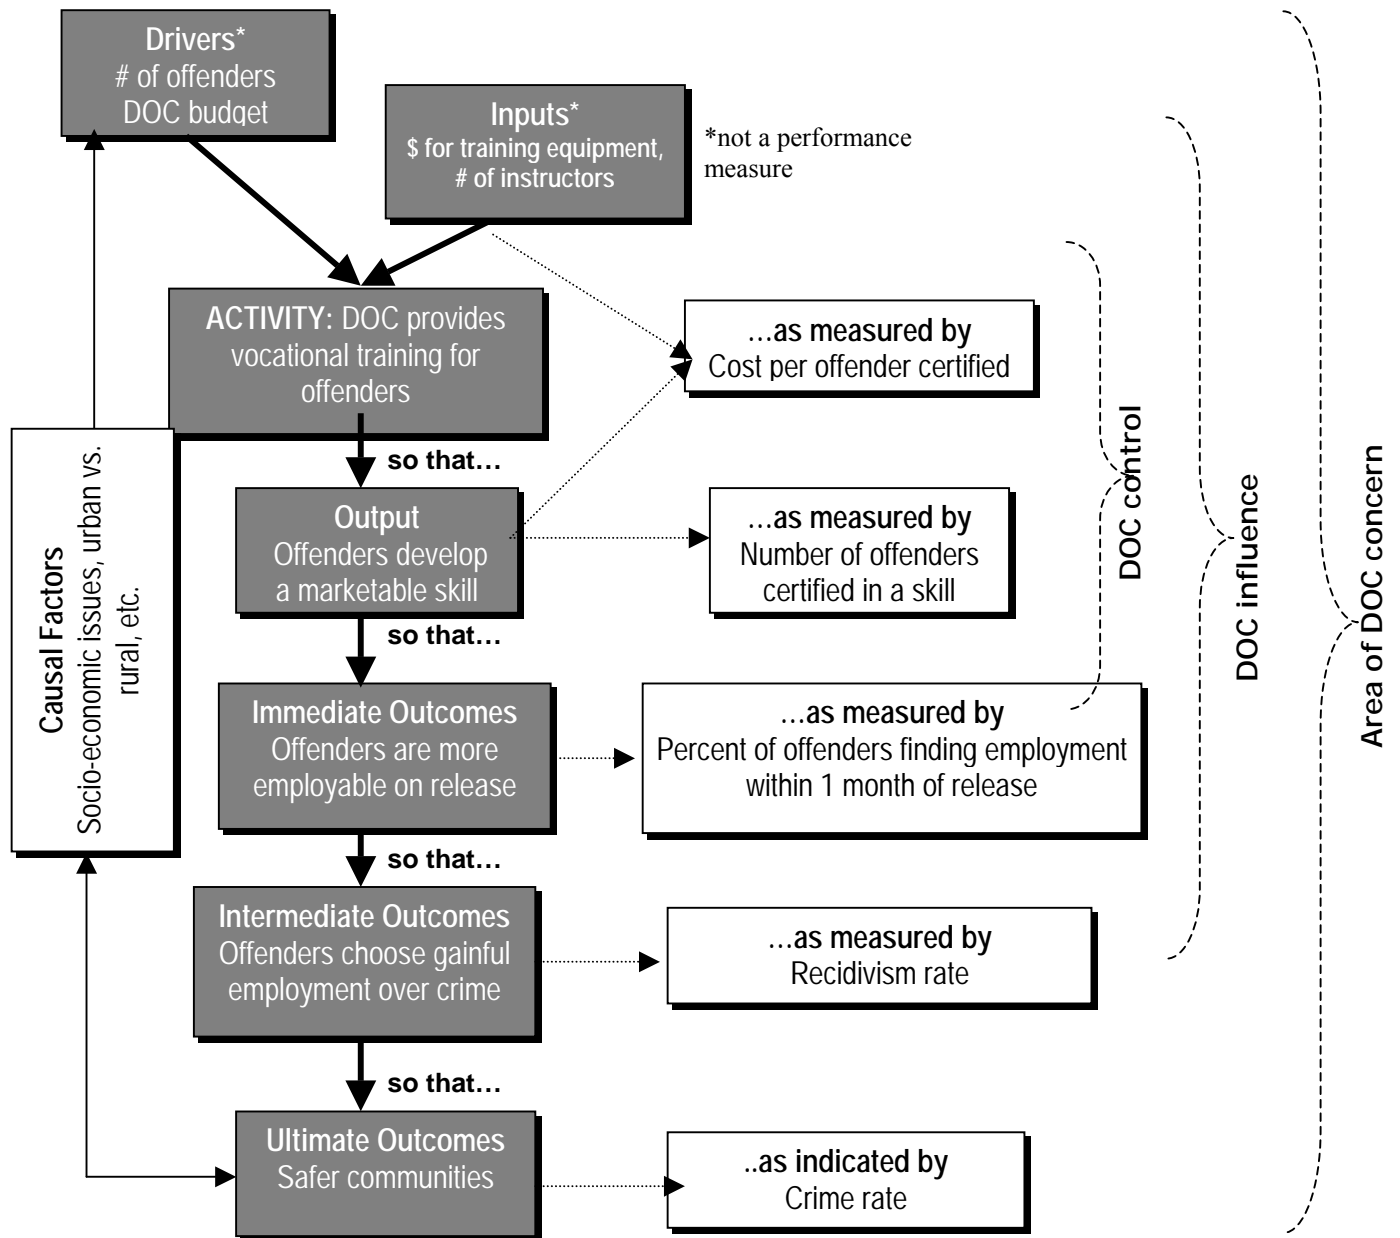 Drivers*
# of offenders
DOC budget
Inputs*
$ for training equipment,
# of instructors
*not a performance
measure
ACTIVITY: DOC provides
vocational training for
offenders
…as measured by
Cost per offender certified
so that…
Output
Offenders develop
a marketable skill
…as measured by
Number of offenders
certified in a skill
so that…
Immediate Outcomes
Offenders are more
employable on release
…as measured by
Percent of offenders finding employment
within 1 month of release
so that…
Intermediate Outcomes
Offenders choose gainful
employment over crime
…as measured by
Recidivism rate
so that…
Ultimate Outcomes
Safer communities
..as indicated by
Crime rate
Causal Factors
Socio-economic issues, urban vs.
rural, etc.
DOC control
DOC influence
Area of DOC concern